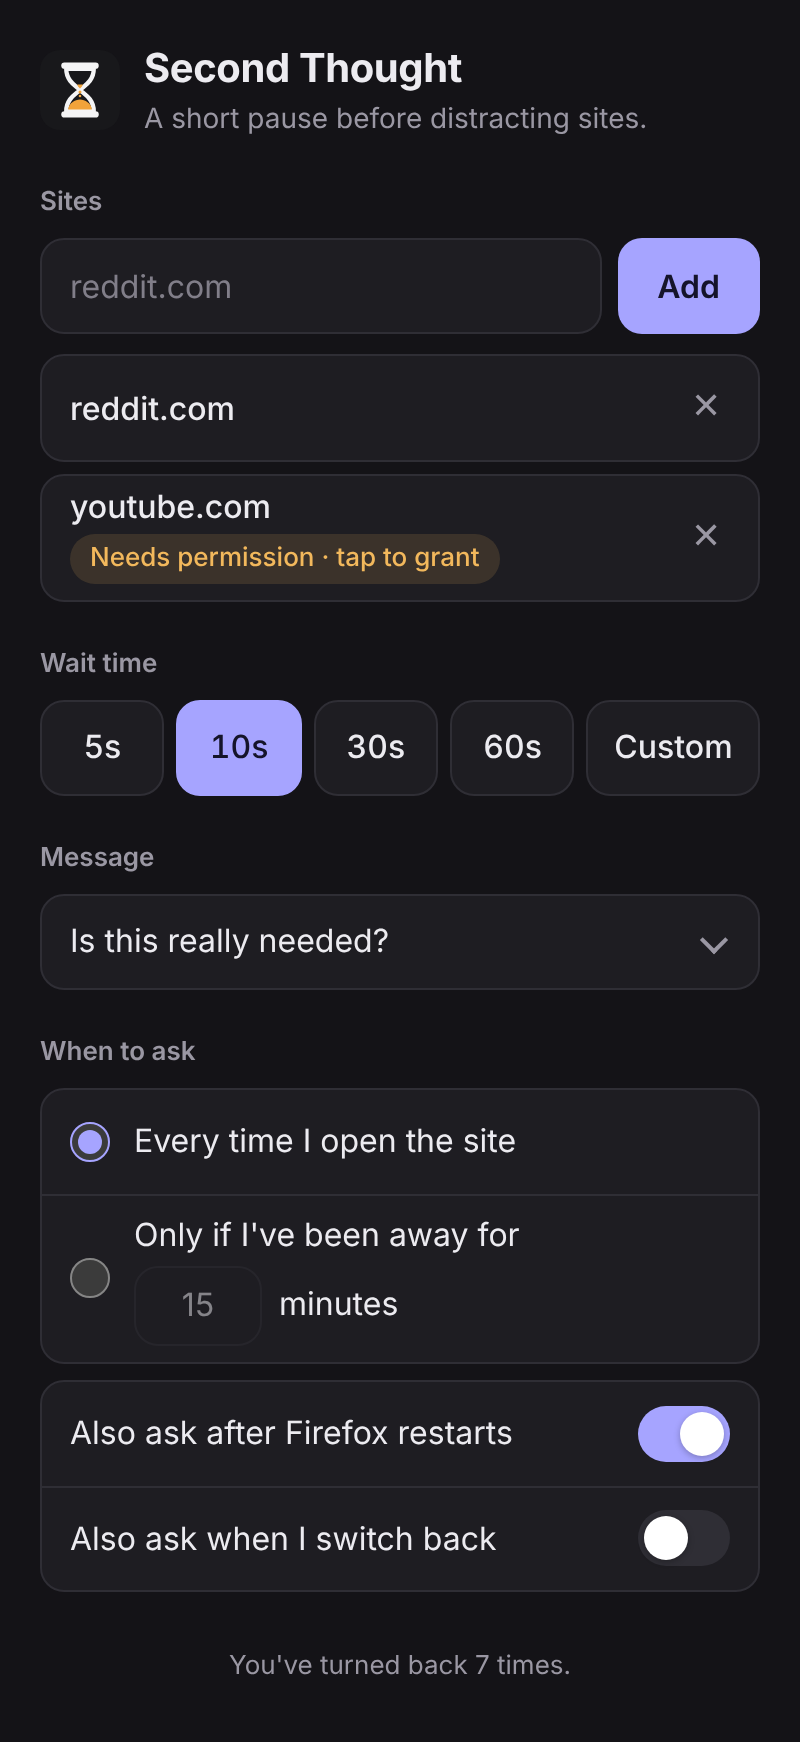 Second Thought
A short pause before distracting sites.
Sites
reddit.com
Add
reddit.com
youtube.com
Needs permission · tap to grant
Wait time
5s
10s
30s
60s
Custom
Message
Is this really needed?
When to ask
Every time I open the site
Only if I've been away for
15 minutes
Also ask after Firefox restarts
Also ask when I switch back
You've turned back 7 times.